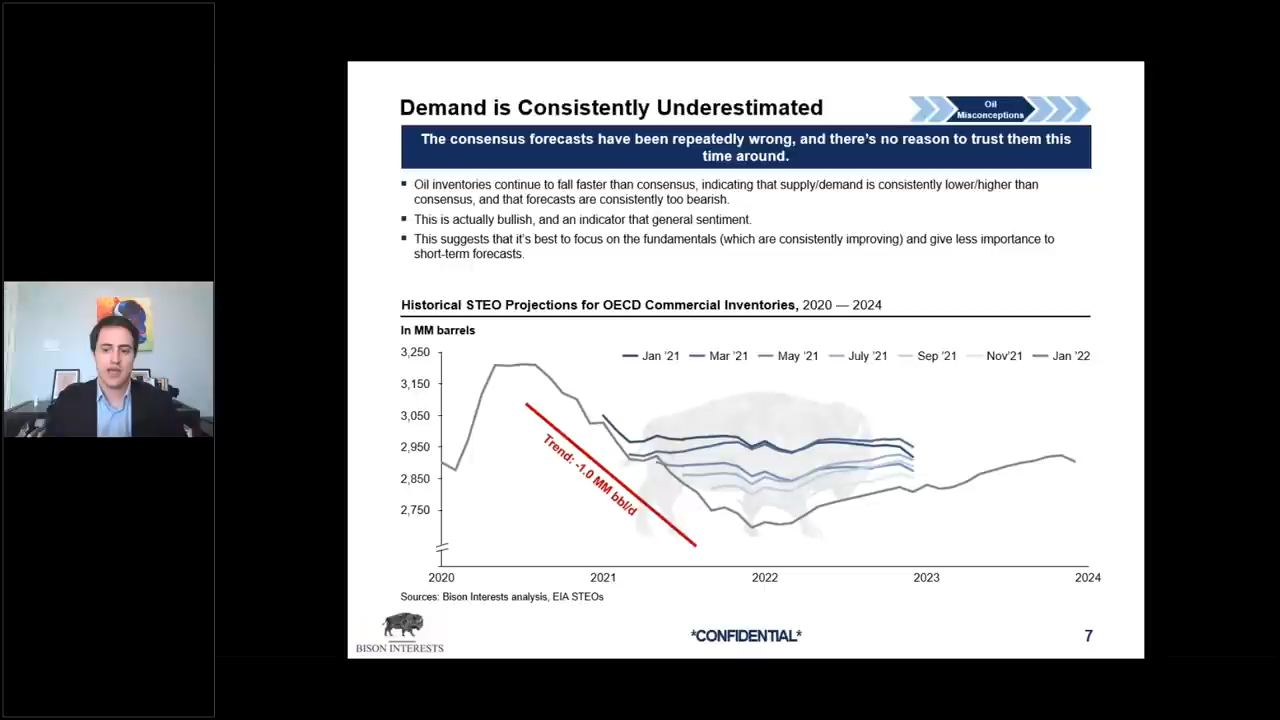 Demand is Consistently Underestimated
Oil
Misconceptions
The consensus forecasts have been repeatedly wrong, and there's no reason to trust them this
time around.
▪ Oil inventories continue to fall faster than consensus, indicating that supply/demand is consistently lower/higher than
consensus, and that forecasts are consistently too bearish.
▪ This is actually bullish, and an indicator that general sentiment.
▪ This suggests that it's best to focus on the fundamentals (which are consistently improving) and give less importance to
short-term forecasts.
Historical STEO Projections for OECD Commercial Inventories, 2020 — 2024
In MM barrels
Jan '21 Mar '21 May '21 July '21 Sep '21 Nov'21 Jan '22
3,250
3,150
3,050
2,950
2,850
2,750
Trend: -1.0 MM bbl/d
2020 2021 2022 2023 2024
Sources: Bison Interests analysis, EIA STEOs
BISON INTERESTS
*CONFIDENTIAL*
7